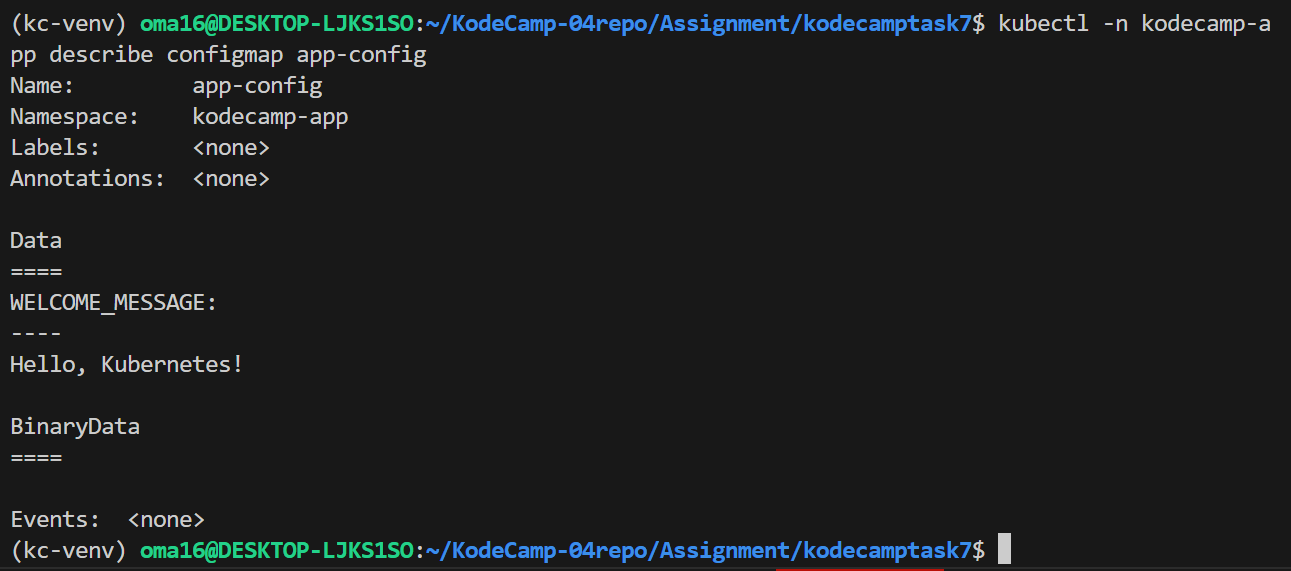 (kc-venv) oma16@DESKTOP-LJKS1SO:~/KodeCamp-04repo/Assignment/kodecamptask7$ kubectl -n kodecamp-a
pp describe configmap app-config
Name:         app-config
Namespace:    kodecamp-app
Labels:       <none>
Annotations:  <none>

Data
====
WELCOME_MESSAGE:
----
Hello, Kubernetes!

BinaryData
====

Events:  <none>
(kc-venv) oma16@DESKTOP-LJKS1SO:~/KodeCamp-04repo/Assignment/kodecamptask7$